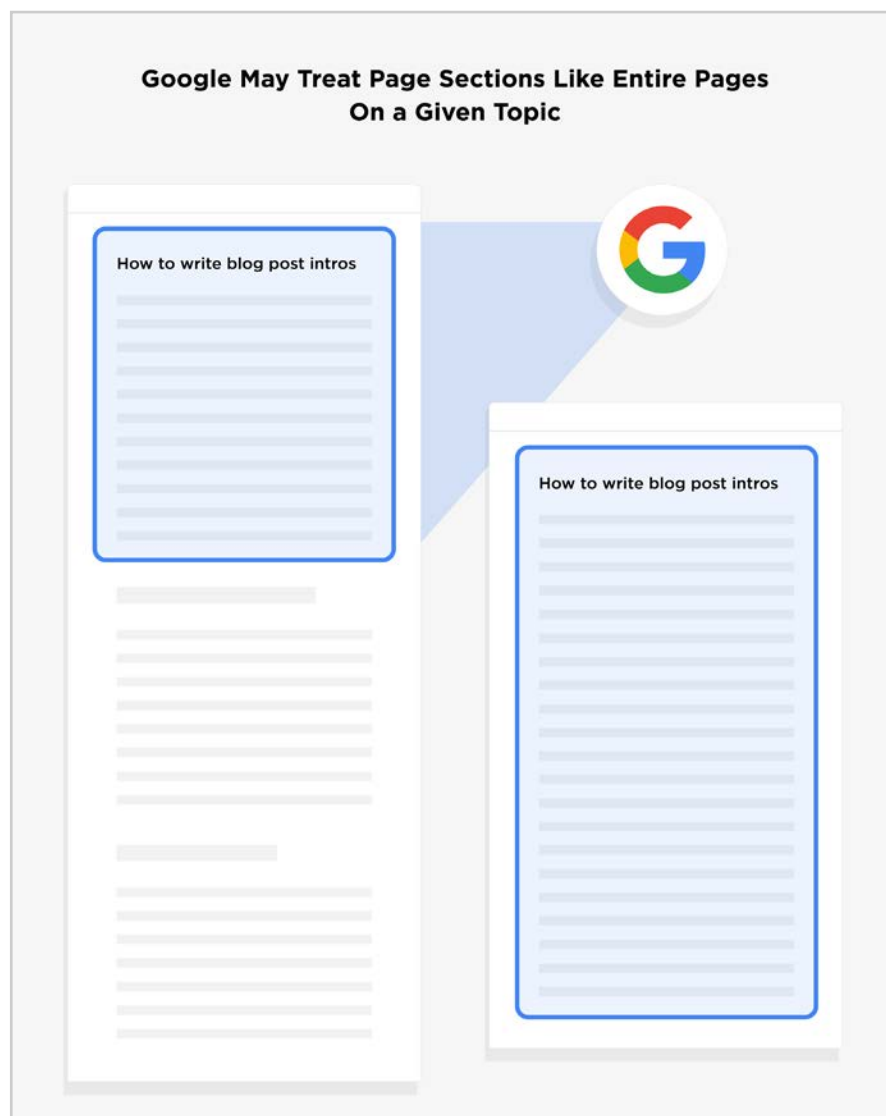 Google May Treat Page Sections Like Entire Pages
On a Given Topic
How to write blog post intros
How to write blog post intros